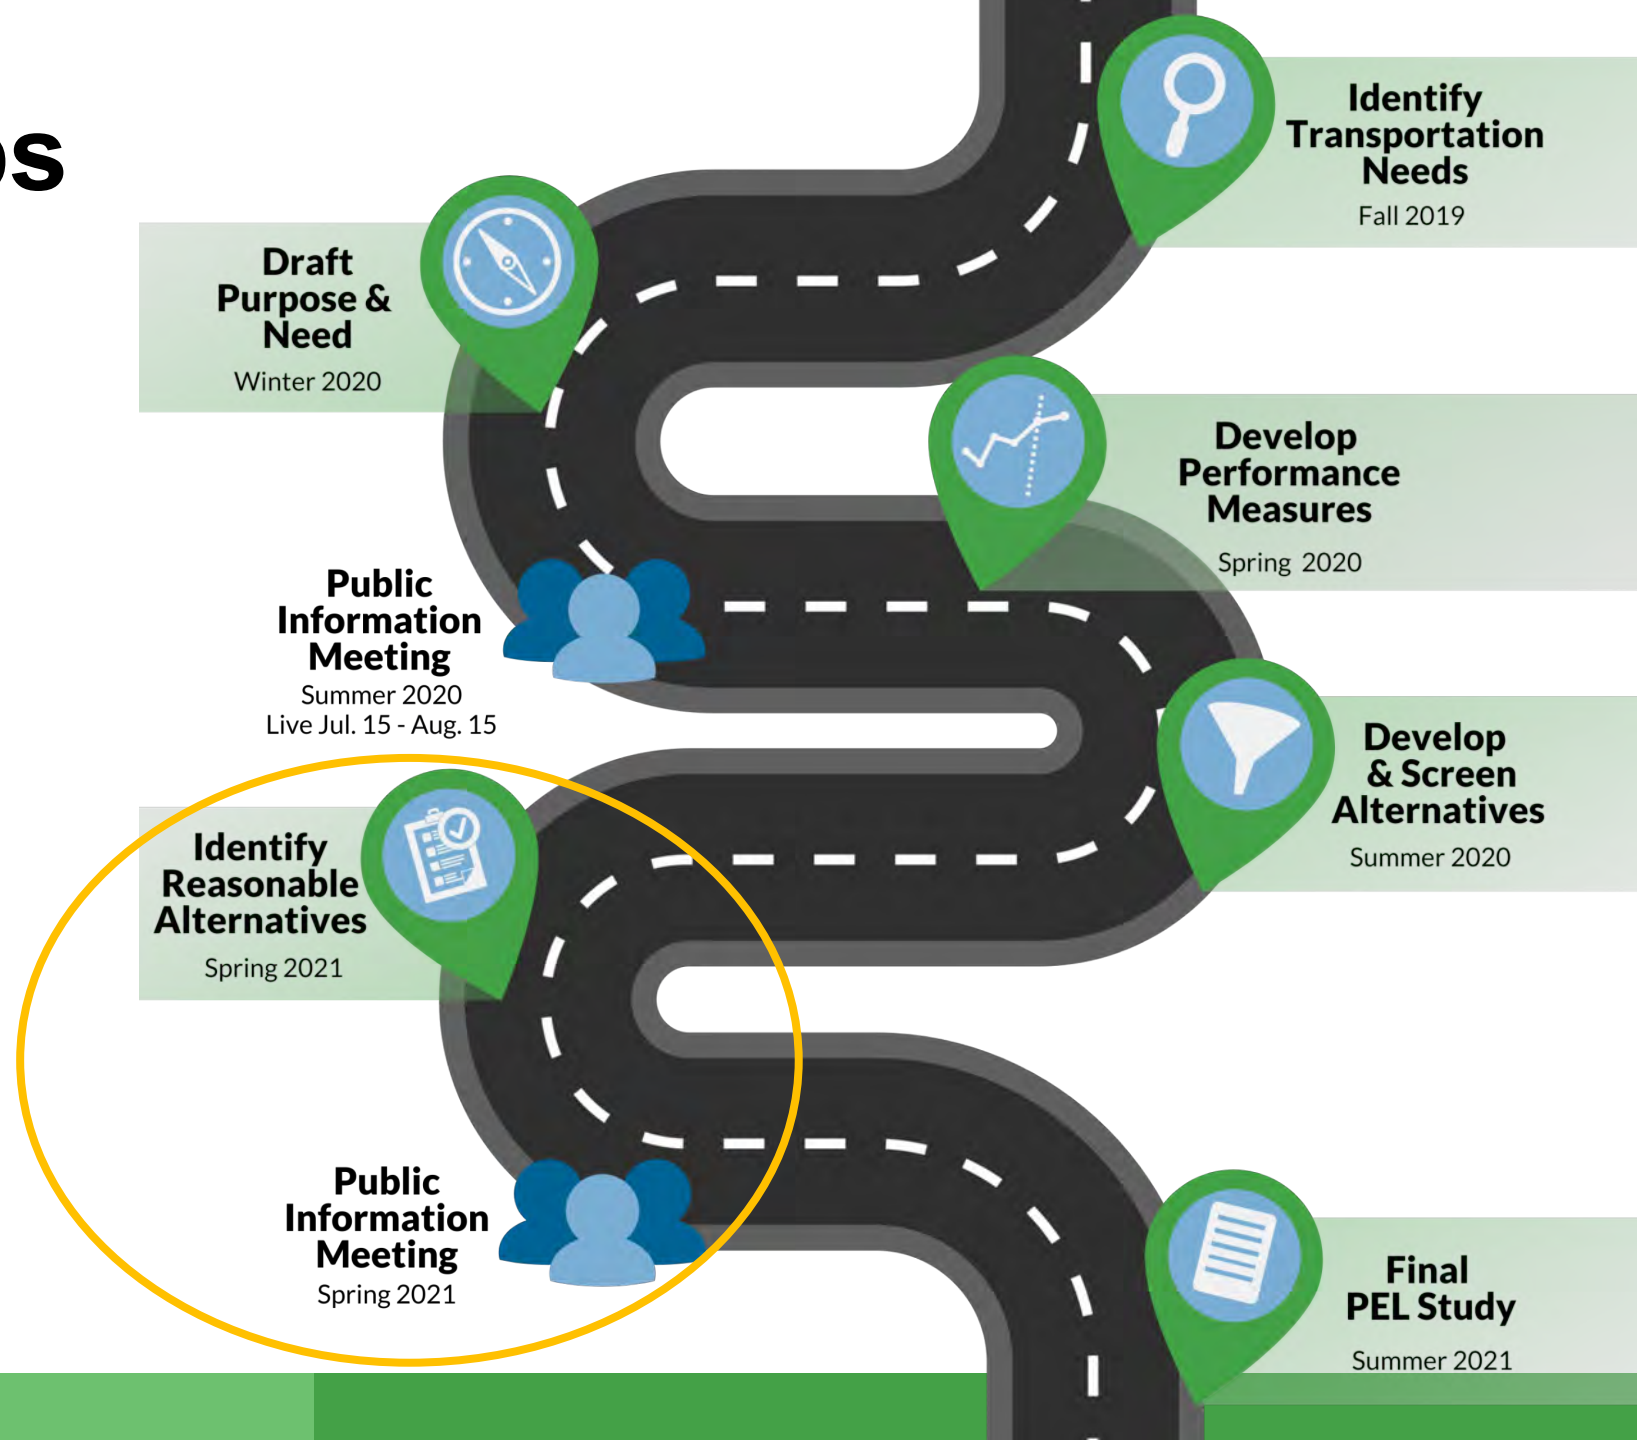 Identify
Transportation
Needs
Fall 2019
Draft
Purpose &
Need
Winter 2020
Develop
Performance
Measures
Spring 2020
Public
Information
Meeting
Summer 2020
Live Jul. 15 - Aug. 15
Develop
& Screen
Alternatives
Summer 2020
Identify
Reasonable
Alternatives
Spring 2021
Public
Information
Meeting
Spring 2021
Final
PEL Study
Summer 2021